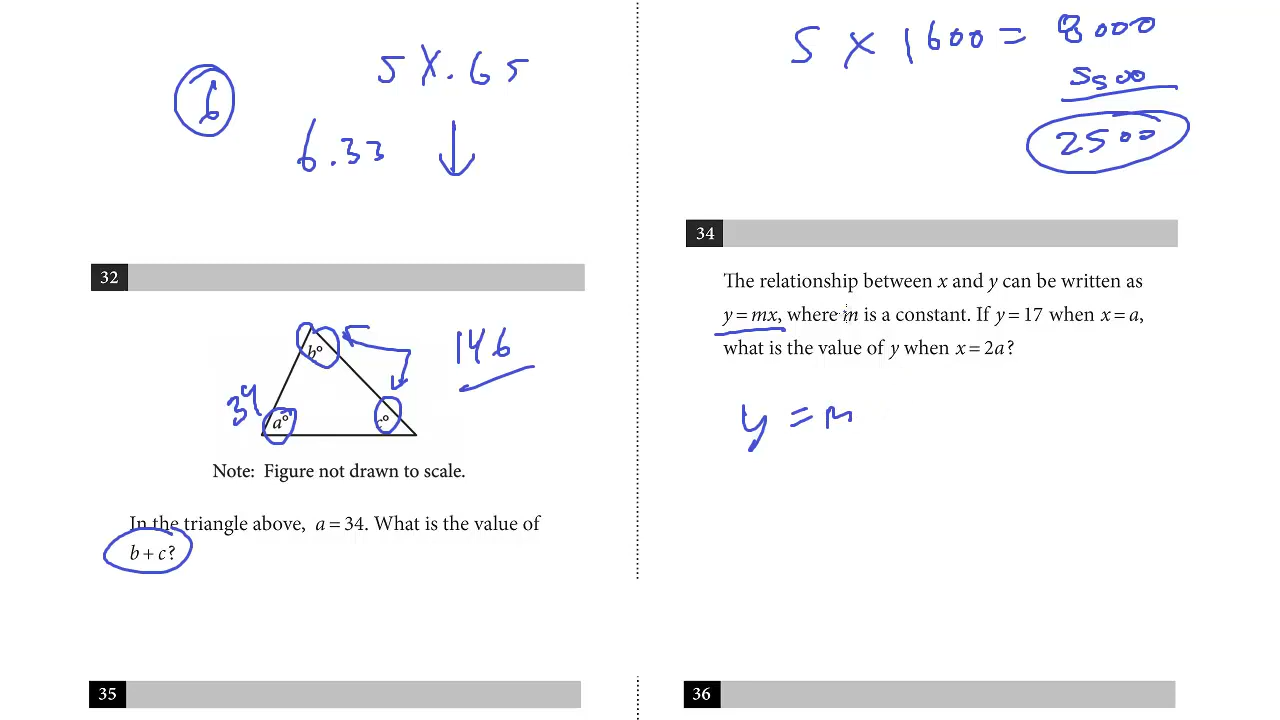 5 X .65
6
6.33
32
b°
a°
c°
34
146
Note: Figure not drawn to scale.
In the triangle above, a = 34. What is the value of
b + c?
35
5 x 1600 = 8000
5500
2500
34
The relationship between x and y can be written as
y = mx, where m is a constant. If y = 17 when x = a,
what is the value of y when x = 2a?
y = m
36